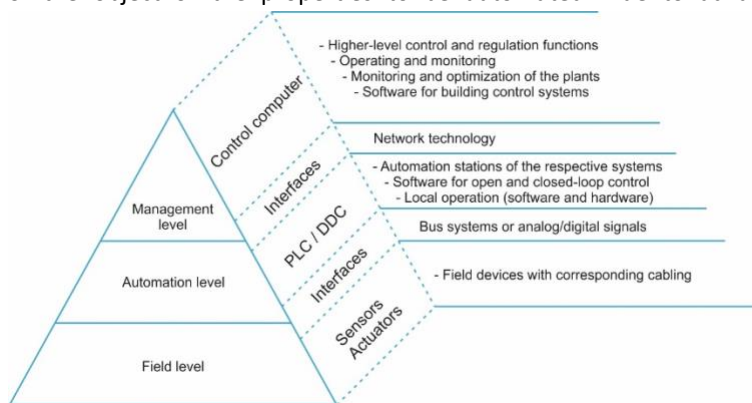 - Higher-level control and regulation functions
- Operating and monitoring
- Monitoring and optimization of the plants
- Software for building control systems
Control computer
Network technology
Interfaces
- Automation stations of the respective systems
- Software for open and closed-loop control
- Local operation (software and hardware)
PLC / DDC
Management
level
Bus systems or analog/digital signals
Interfaces
Automation level
- Field devices with corresponding cabling
Sensors
Actuators
Field level